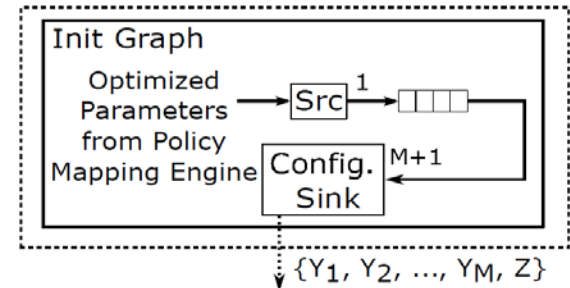 Init Graph
Optimized
Parameters
from Policy
Mapping Engine
Src
1
M+1
Config.
Sink
{Y1, Y2, ..., YM, Z}